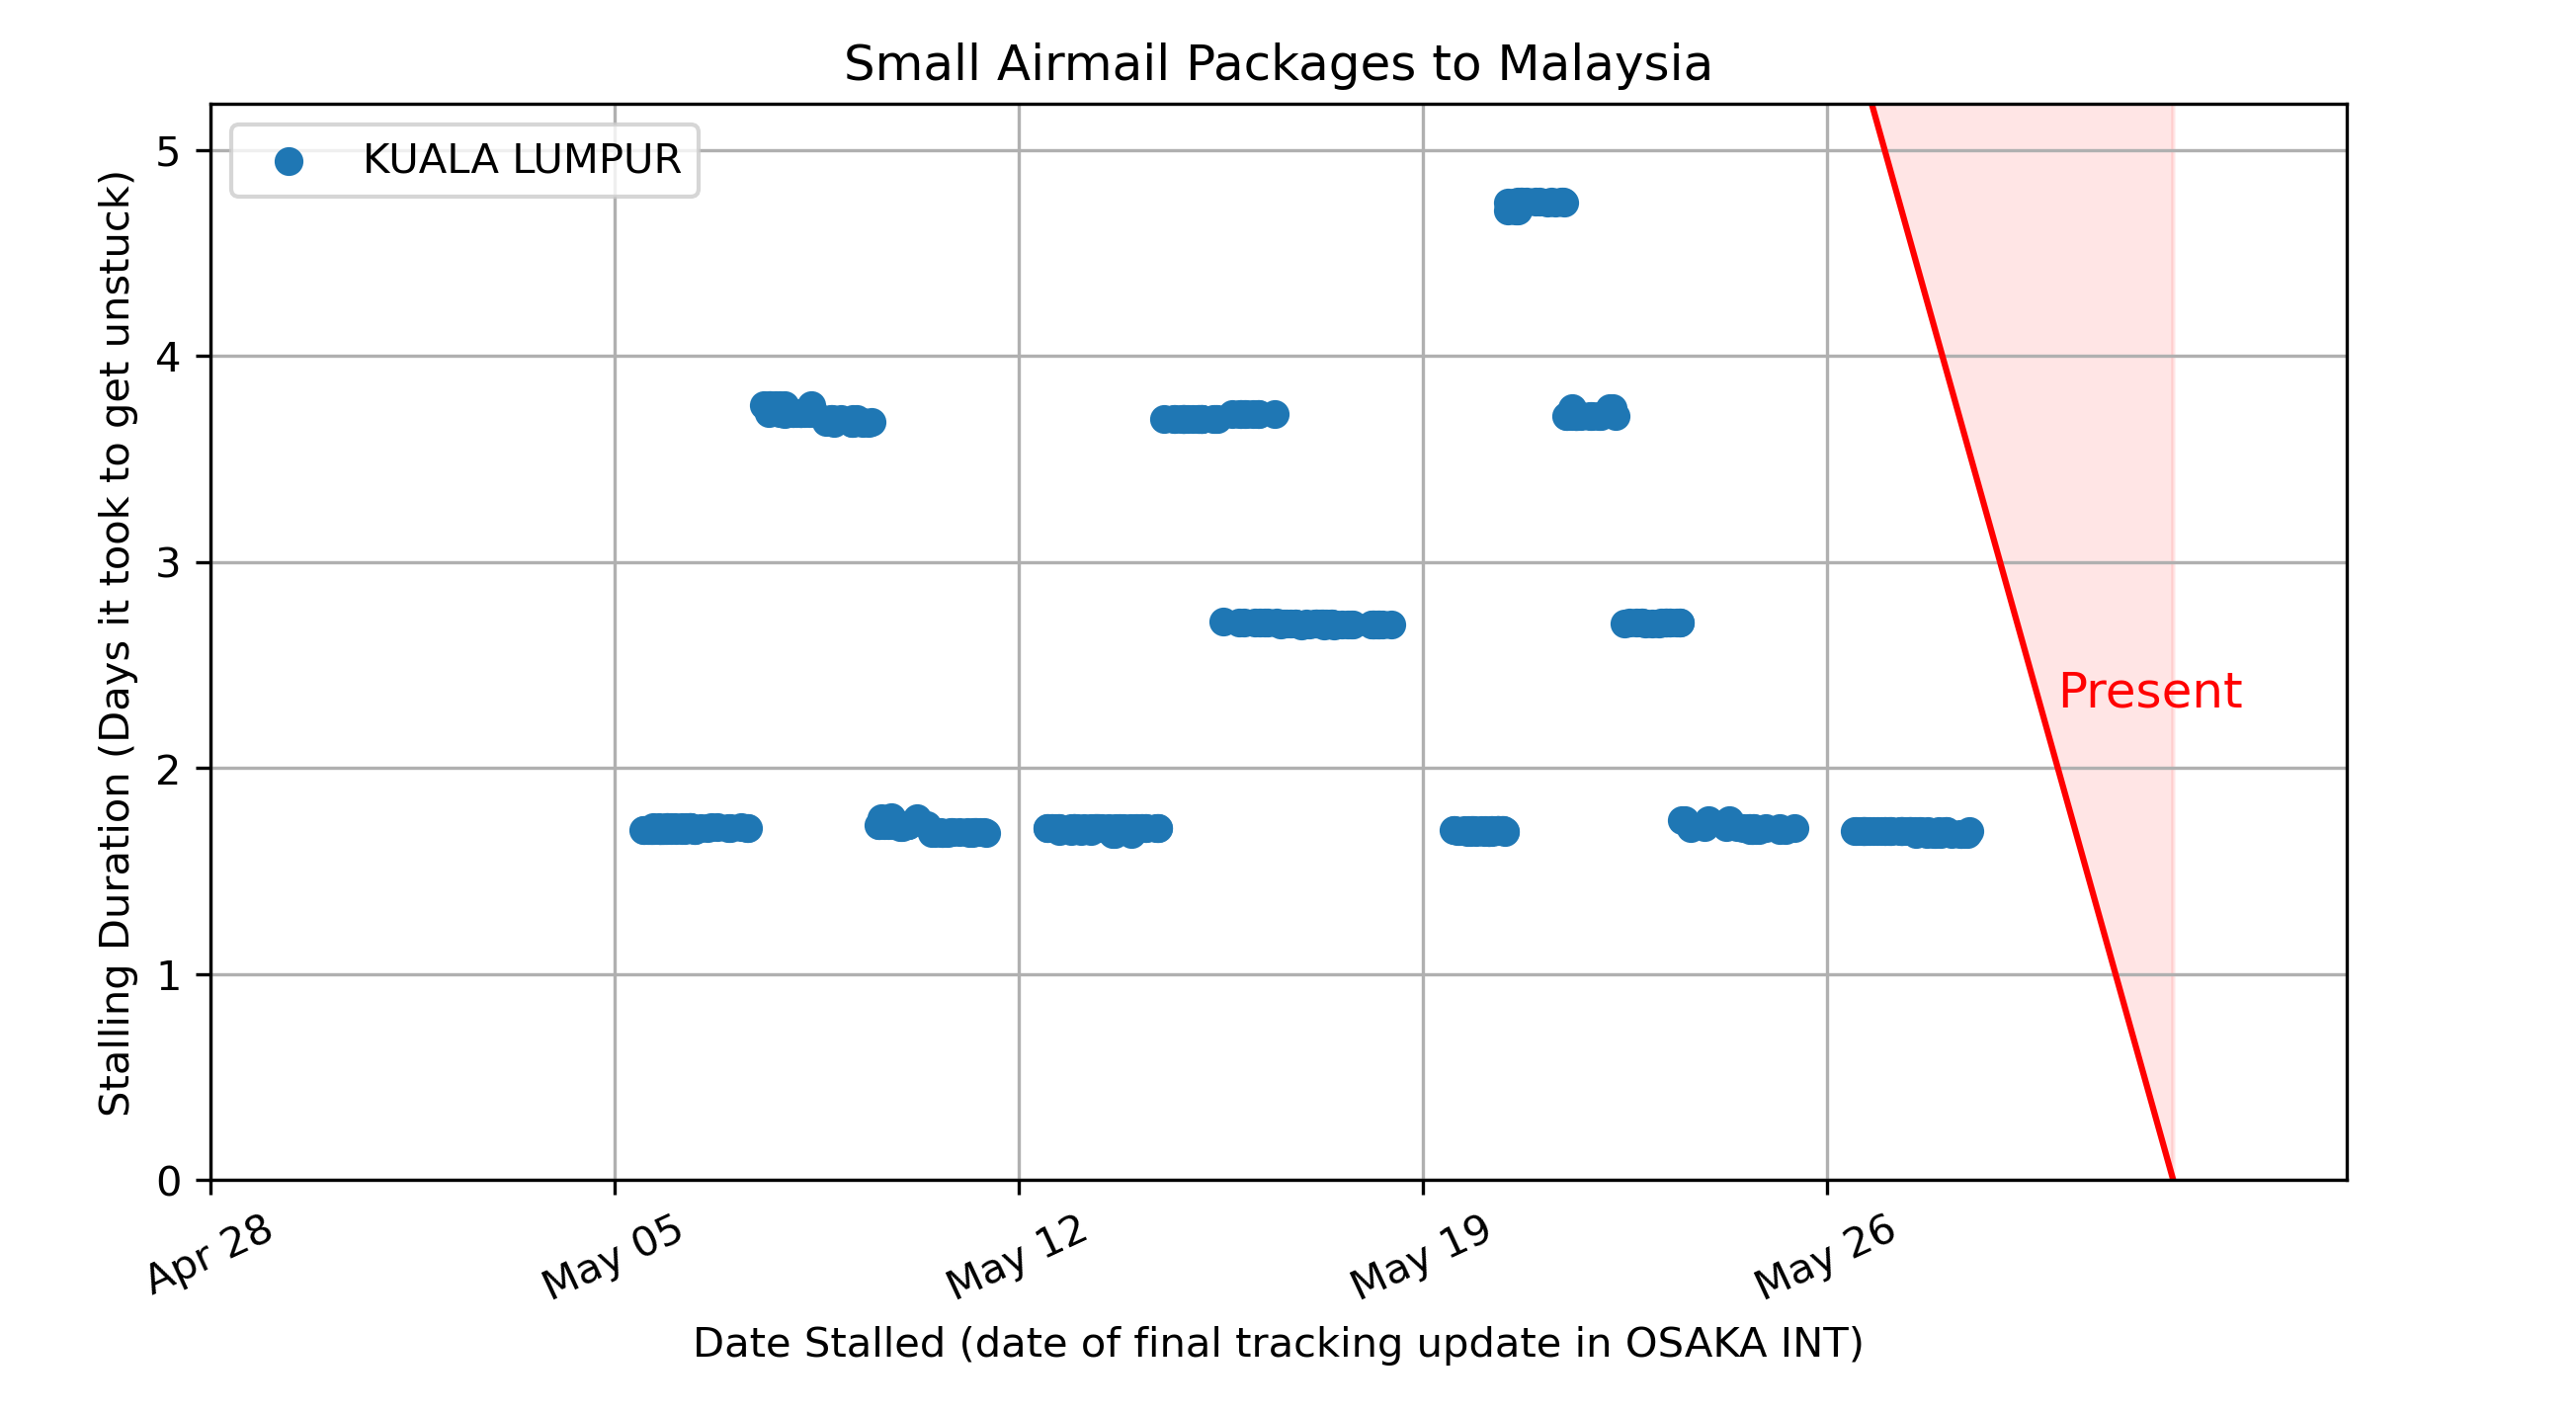 Small Airmail Packages to Malaysia
KUALA LUMPUR
Stalling Duration (Days it took to get unstuck)
5
4
3
2
1
0
Present
Apr 28
May 05
May 12
May 19
May 26
Date Stalled (date of final tracking update in OSAKA INT)